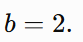 b = 2.